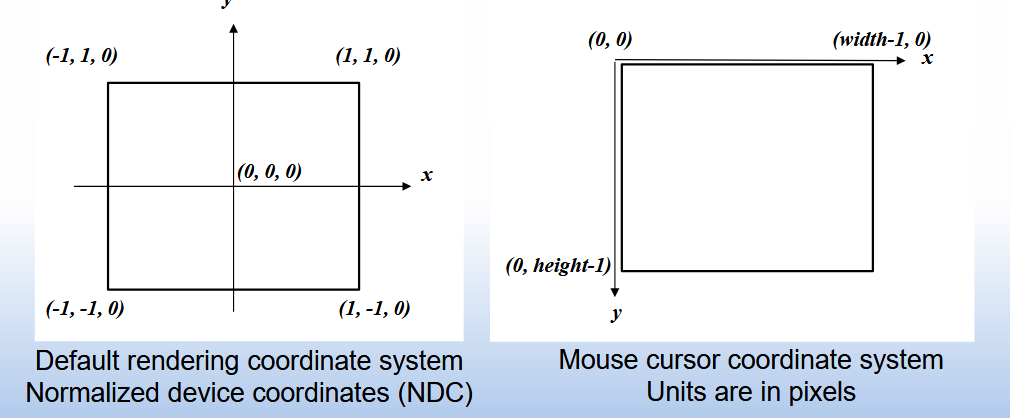 y
(-1, 1, 0)
(1, 1, 0)
(0, 0, 0)
x
(-1, -1, 0)
(1, -1, 0)
Default rendering coordinate system
Normalized device coordinates (NDC)
(0, 0)
(width-1, 0)
x
(0, height-1)
y
Mouse cursor coordinate system
Units are in pixels